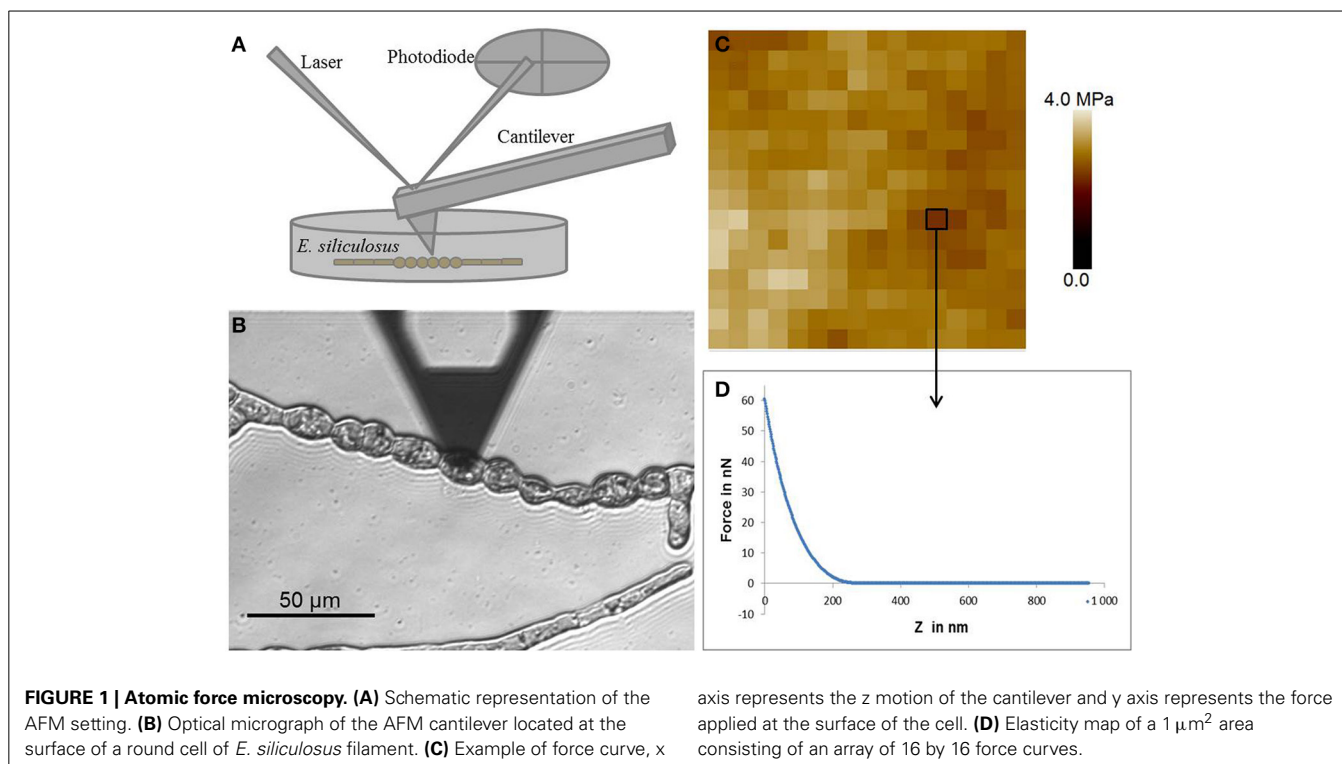 A
Laser
Photodiode
Cantilever
E. siliculosus
B
50 µm
C
4.0 MPa
0.0
D
Force in nN
60
50
40
30
20
10
0
-10
0
200
400
600
800
1 000
Z in nm
FIGURE 1 | Atomic force microscopy. (A) Schematic representation of the
AFM setting. (B) Optical micrograph of the AFM cantilever located at the
surface of a round cell of E. siliculosus filament. (C) Example of force curve, x
axis represents the z motion of the cantilever and y axis represents the force
applied at the surface of the cell. (D) Elasticity map of a 1 µm² area
consisting of an array of 16 by 16 force curves.